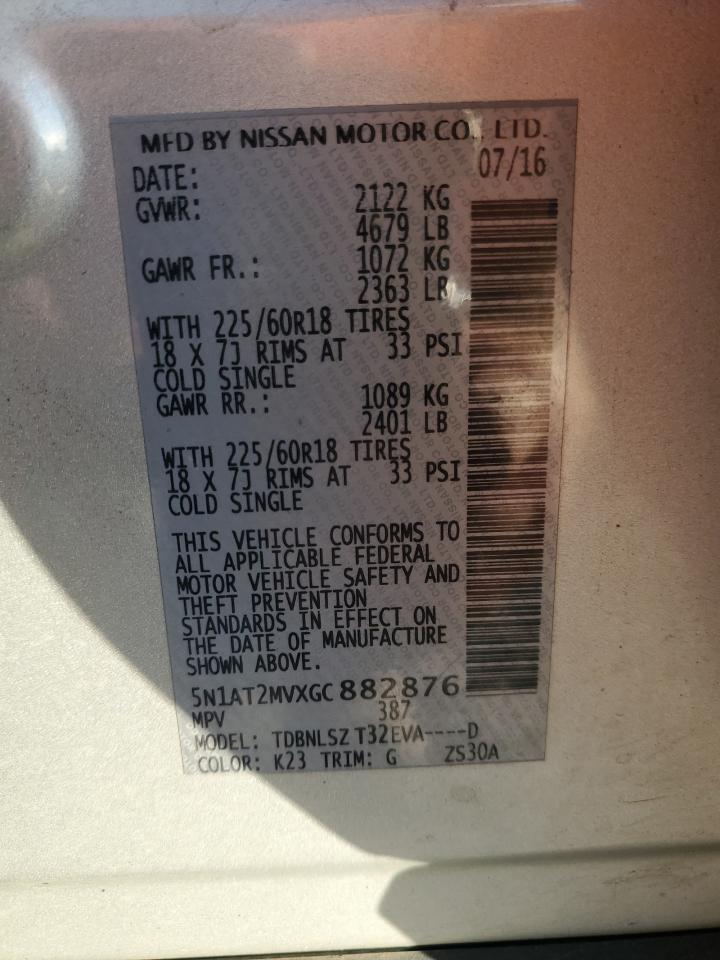 MFD BY NISSAN MOTOR CO., LTD.
DATE: 07/16
GVWR: 2122 KG
4679 LB
GAWR FR.: 1072 KG
2363 LB
WITH 225/60R18 TIRES
18 X 7J RIMS AT 33 PSI
COLD SINGLE
GAWR RR.: 1089 KG
2401 LB
WITH 225/60R18 TIRES
18 X 7J RIMS AT 33 PSI
COLD SINGLE
THIS VEHICLE CONFORMS TO
ALL APPLICABLE FEDERAL
MOTOR VEHICLE SAFETY AND
THEFT PREVENTION
STANDARDS IN EFFECT ON
THE DATE OF MANUFACTURE
SHOWN ABOVE.
5N1AT2MVXGC882876
MPV 387
MODEL: TDBNLSZ T32EVA----D
COLOR: K23 TRIM: G ZS30A